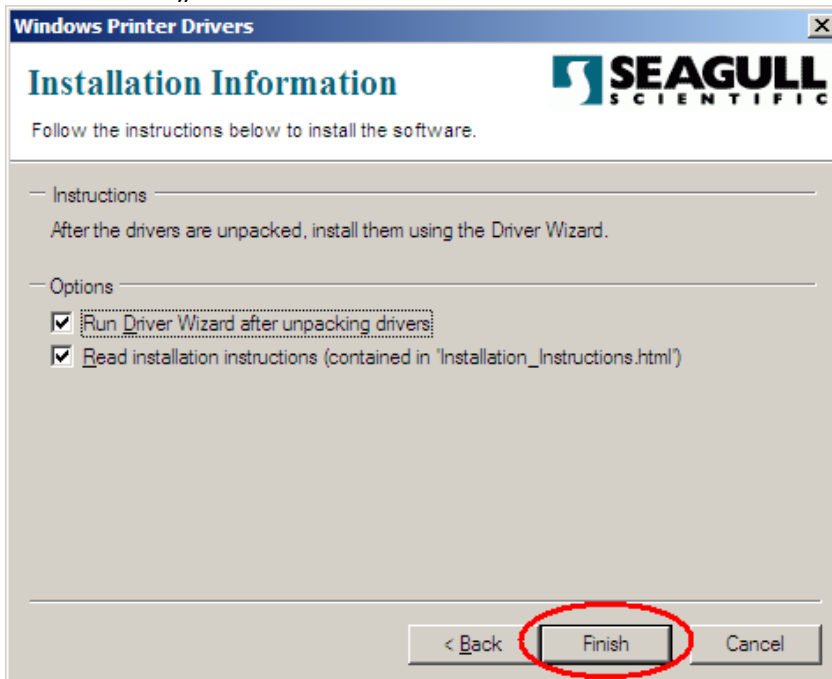 Windows Printer Drivers
Installation Information
SEAGULL
SCIENTIFIC
Follow the instructions below to install the software.
Instructions
After the drivers are unpacked, install them using the Driver Wizard.
Options
Run Driver Wizard after unpacking drivers
Read installation instructions (contained in 'Installation_Instructions.html')
< Back Finish Cancel